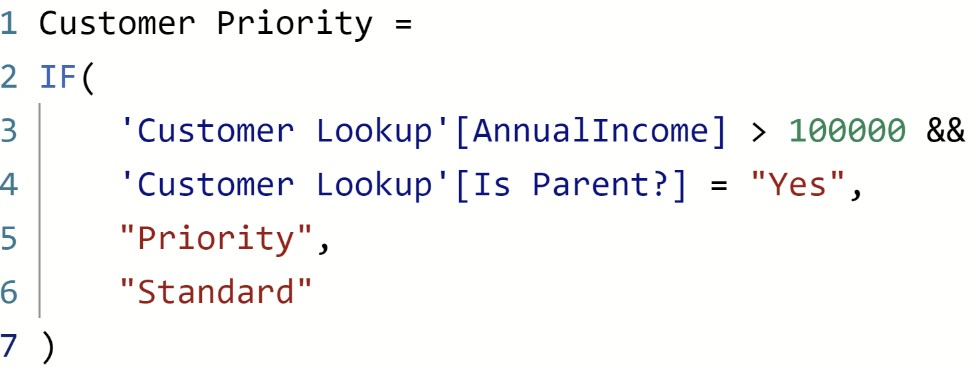 1 Customer Priority =
2 IF(
3 'Customer Lookup'[AnnualIncome] > 100000 &&
4 'Customer Lookup'[Is Parent?] = "Yes",
5 "Priority",
6 "Standard"
7 )